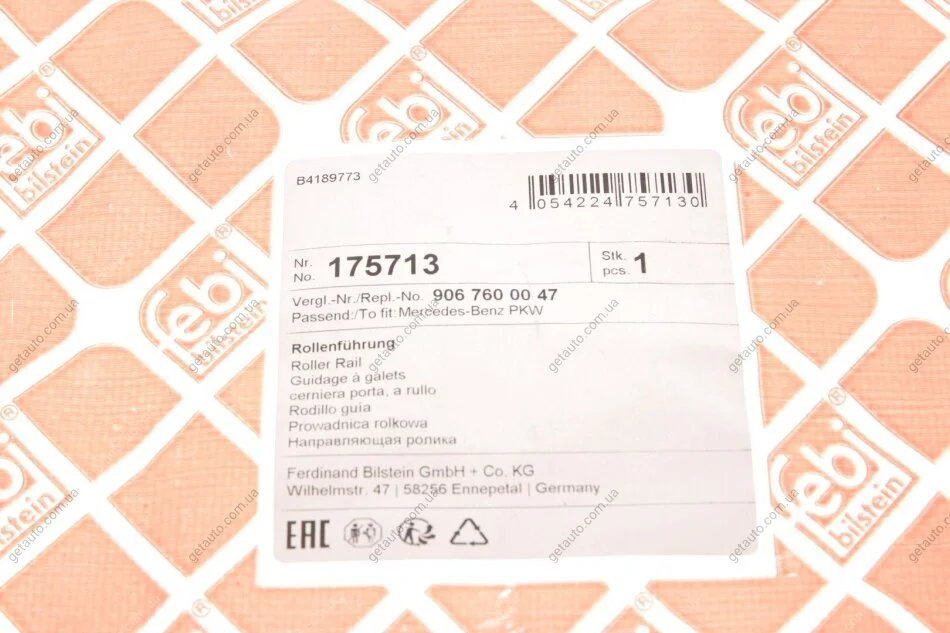 B4189773
4 054224 757130
Nr.
No. 175713
Stk.
pcs. 1
Vergl.-Nr./Repl.-No. 906 760 00 47
Passend:/To fit: Mercedes-Benz PKW
Rollenführung
Roller Rail
Guidage à galets
cerniera porta, a rullo
Rodillo guia
Prowadnica rolkowa
Направляющая ролика
Ferdinand Bilstein GmbH + Co. KG
Wilhelmstr. 47 | 58256 Ennepetal | Germany
EAC
febi
bilstein
getauto.com.ua